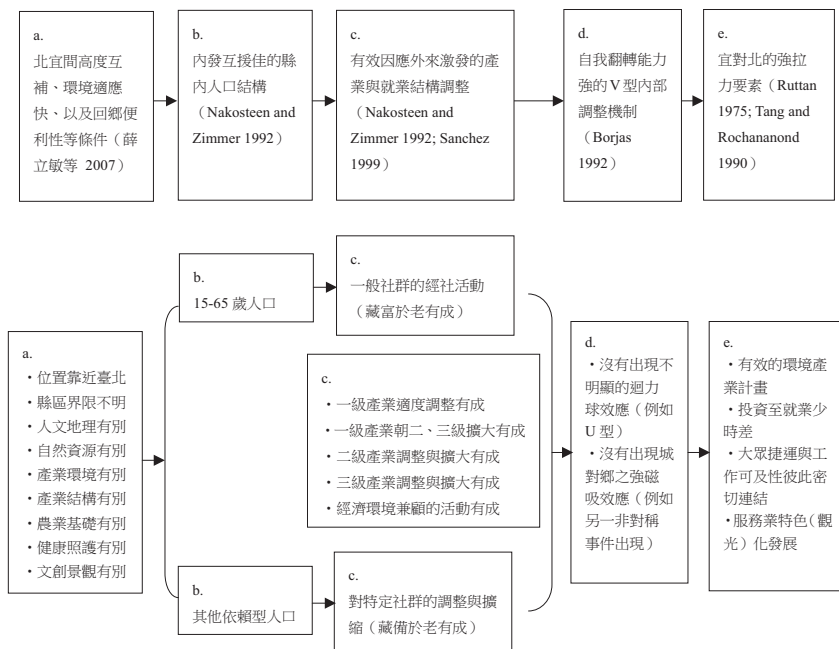 a.
北宜間高度互
補、環境適應
快、以及回鄉便
利性等條件（薛
立敏等 2007）
b.
內發互援佳的縣
內人口結構
（Nakosteen and
Zimmer 1992）
c.
有效因應外來激發的產
業與就業結構調整
（Nakosteen and
Zimmer 1992; Sanchez
1999）
d.
自我翻轉能力
強的 V 型內部
調整機制
（Borjas
1992）
e.
宜對北的強拉
力要素（Ruttan
1975; Tang and
Rochananond
1990）
a.
・位置靠近臺北
・縣區界限不明
・人文地理有別
・自然資源有別
・產業環境有別
・產業結構有別
・農業基礎有別
・健康照護有別
・文創景觀有別
b.
15-65 歲人口
c.
一般社群的經社活動
（藏富於老有成）
c.
・一級產業適度調整有成
・一級產業朝二、三級擴大有成
・二級產業調整與擴大有成
・三級產業調整與擴大有成
・經濟環境兼顧的活動有成
b.
其他依賴型人口
c.
對特定社群的調整與擴
縮（藏備於老有成）
d.
・沒有出現不
明顯的迴力
球效應（例如
U 型）
・沒有出現城
對鄉之強磁
吸效應（例如
另一非對稱
事件出現）
e.
・有效的環境產
業計畫
・投資至就業少
時差
・大眾捷運與工
作可及性彼此密
切連結
・服務業特色（觀
光）化發展